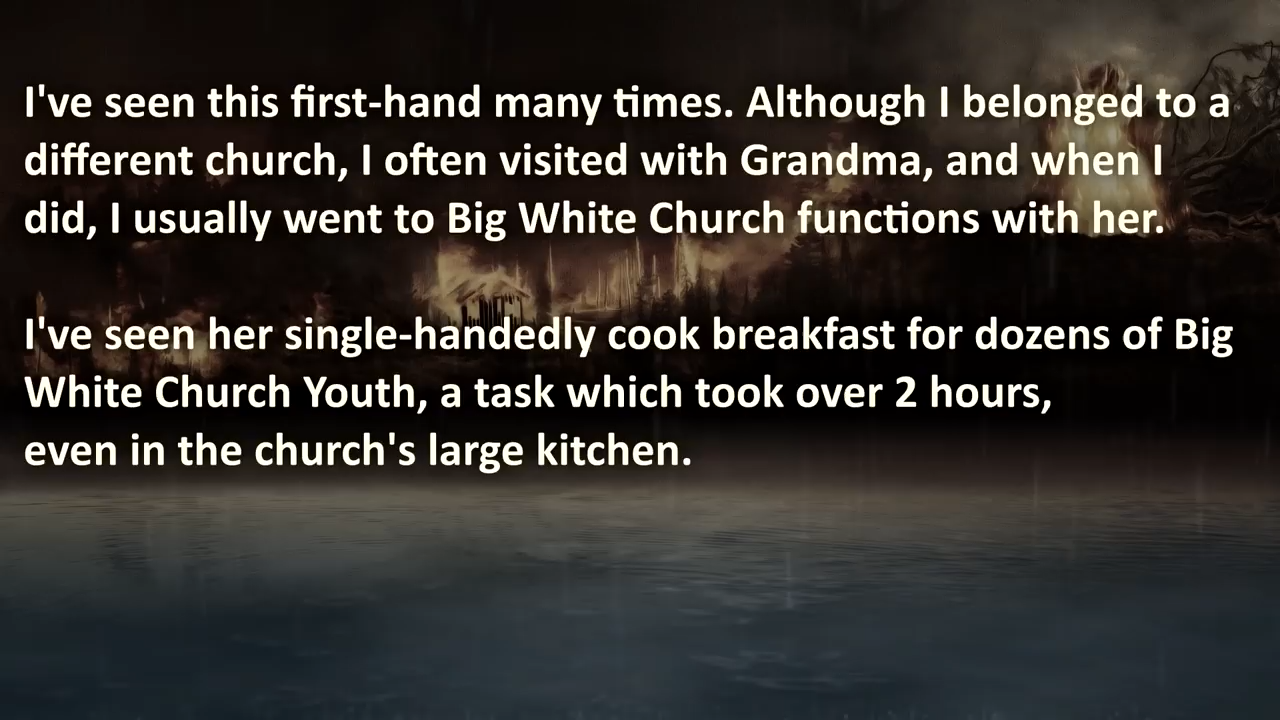 I've seen this first-hand many times. Although I belonged to a
different church, I often visited with Grandma, and when I
did, I usually went to Big White Church functions with her.
I've seen her single-handedly cook breakfast for dozens of Big
White Church Youth, a task which took over 2 hours,
even in the church's large kitchen.